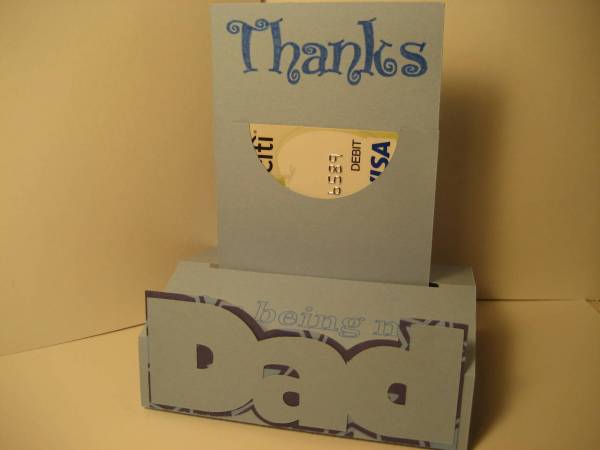 Thanks
citi
DEBIT
VISA
being
Dad